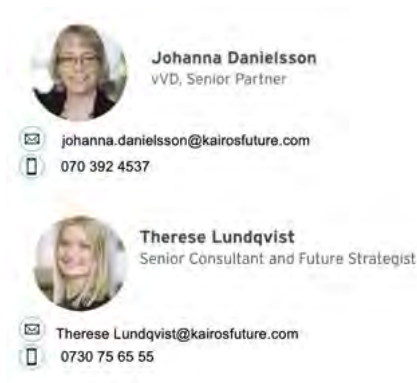 Johanna Danielsson
vVD, Senior Partner
johanna.danielsson@kairosfuture.com
070 392 4537
Therese Lundqvist
Senior Consultant and Future Strategist
Therese Lundqvist@kairosfuture.com
0730 75 65 55